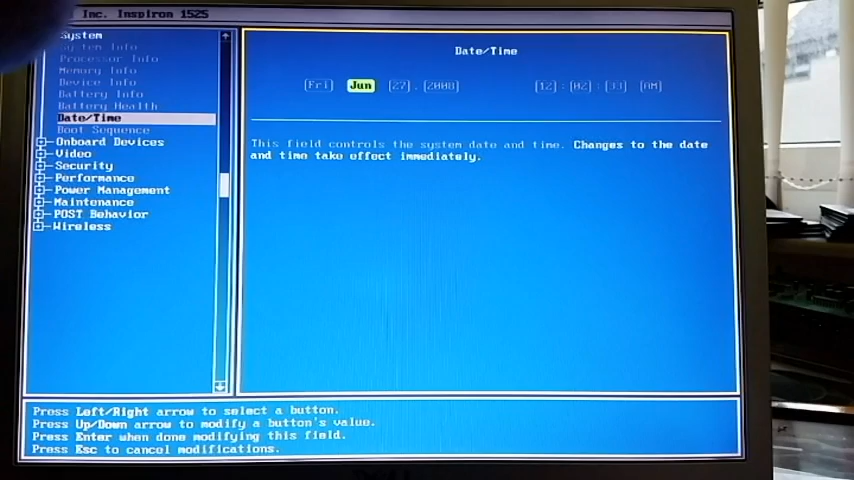 Inc. Inspiron 1525
System
System Info
Processor Info
Memory Info
Device Info
Battery Info
Battery Health
Date/Time
Boot Sequence
Onboard Devices
Video
Security
Performance
Power Management
Maintenance
POST Behavior
Wireless
Date/Time
[Fri] Jun [27]. [2008] [12]:[02]:[33] [AM]
This field controls the system date and time. Changes to the date
and time take effect immediately.
Press Left/Right arrow to select a button.
Press Up/Down arrow to modify a button's value.
Press Enter when done modifying this field.
Press Esc to cancel modifications.